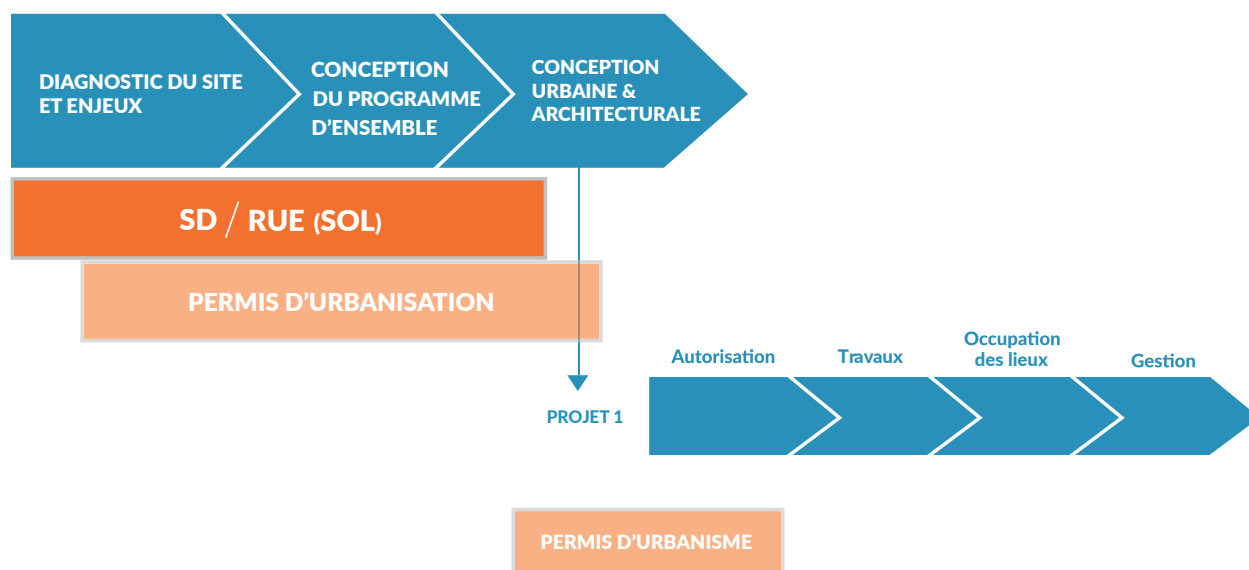 DIAGNOSTIC DU SITE
ET ENJEUX
CONCEPTION
DU PROGRAMME
D'ENSEMBLE
CONCEPTION
URBAINE &
ARCHITECTURALE
SD / RUE (SOL)
PERMIS D'URBANISATION
PROJET 1
Autorisation
Travaux
Occupation
des lieux
Gestion
PERMIS D'URBANISME